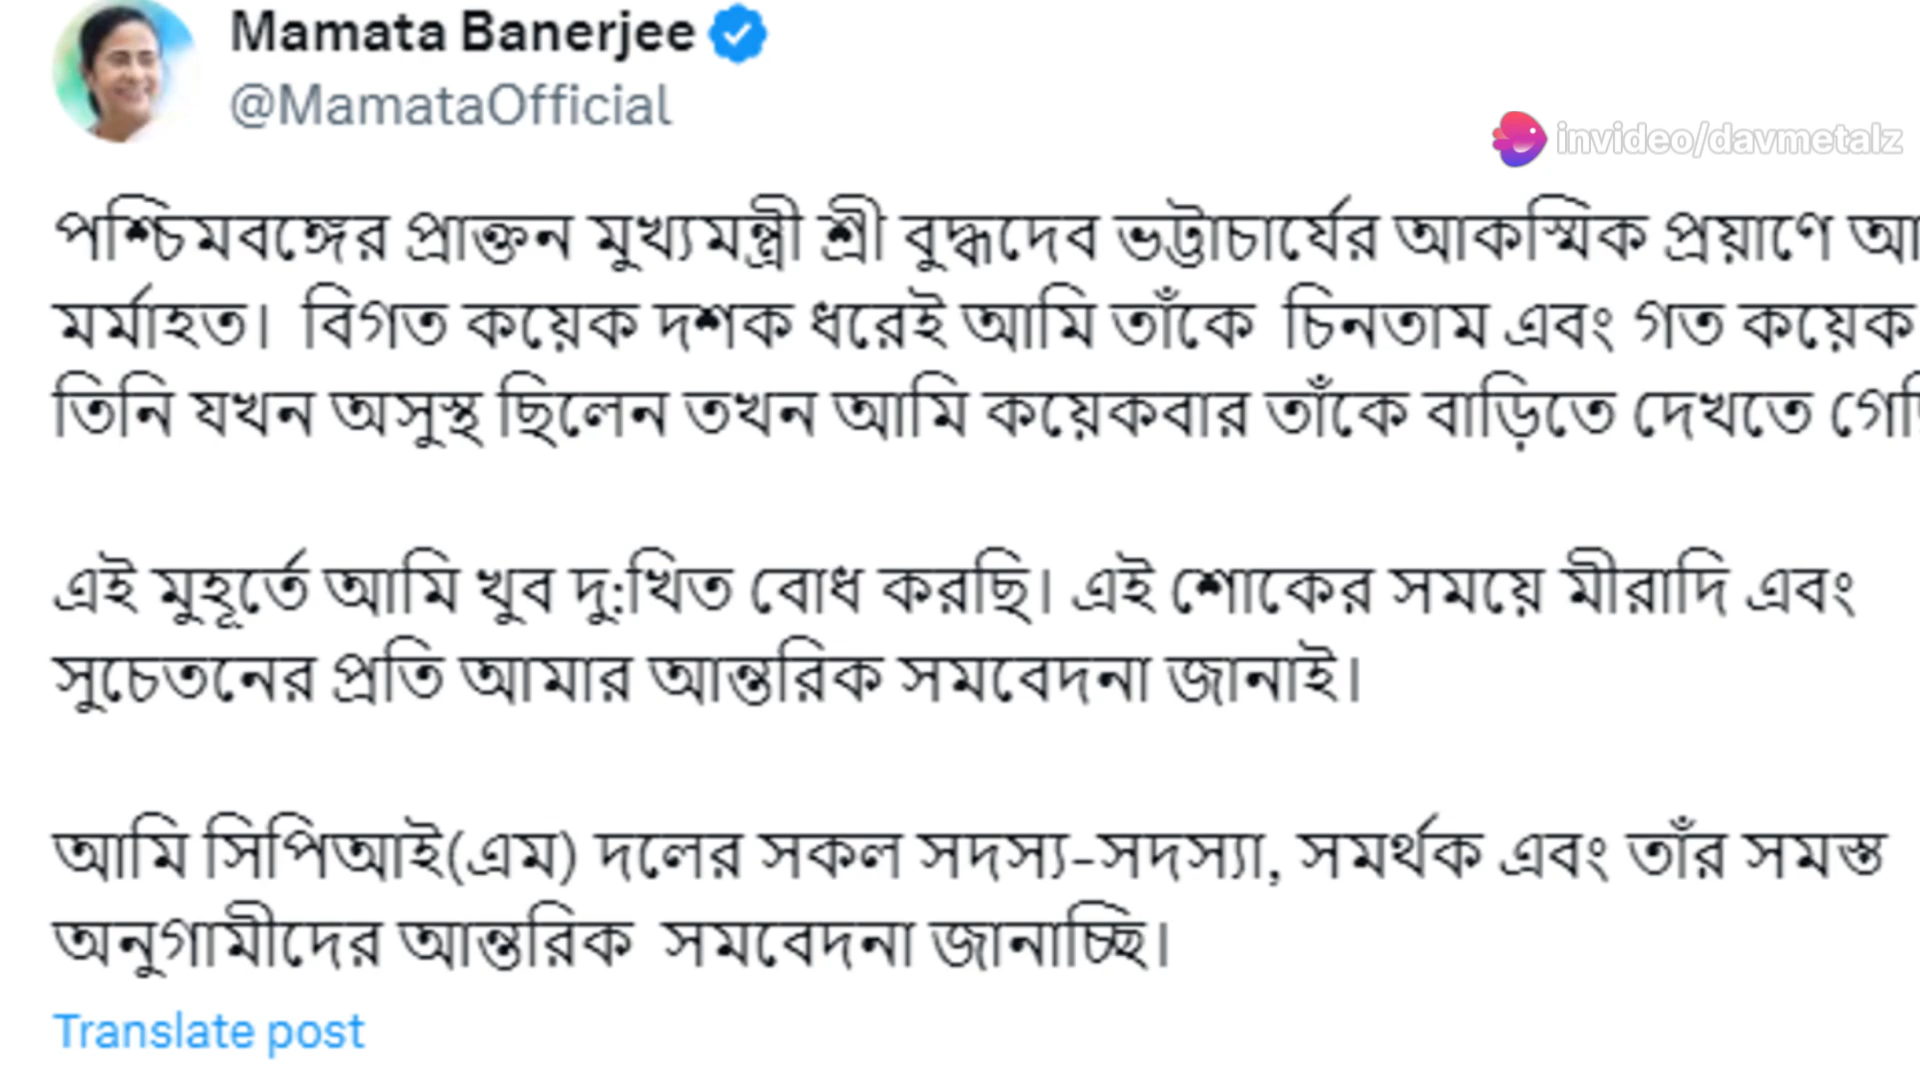 Mamata Banerjee
@MamataOfficial
invideo/davmetalz
পশ্চিমবঙ্গের প্রাক্তন মুখ্যমন্ত্রী শ্রী বুদ্ধদেব ভট্টাচার্যের আকস্মিক প্রয়াণে
মর্মাহত। বিগত কয়েক দশক ধরেই আমি তাঁকে চিনতাম এবং গত কয়েক
তিনি যখন অসুস্থ ছিলেন তখন আমি কয়েকবার তাঁকে বাড়িতে দেখতে
এই মুহূর্তে আমি খুব দু:খিত বোধ করছি। এই শোকের সময়ে মীরাদি এবং
সুচেতনের প্রতি আমার আন্তরিক সমবেদনা জানাই।
আমি সিপিআই(এম) দলের সকল সদস্য-সদস্যা, সমর্থক এবং তাঁর সমস্ত
অনুগামীদের আন্তরিক সমবেদনা জানাচ্ছি।
Translate post